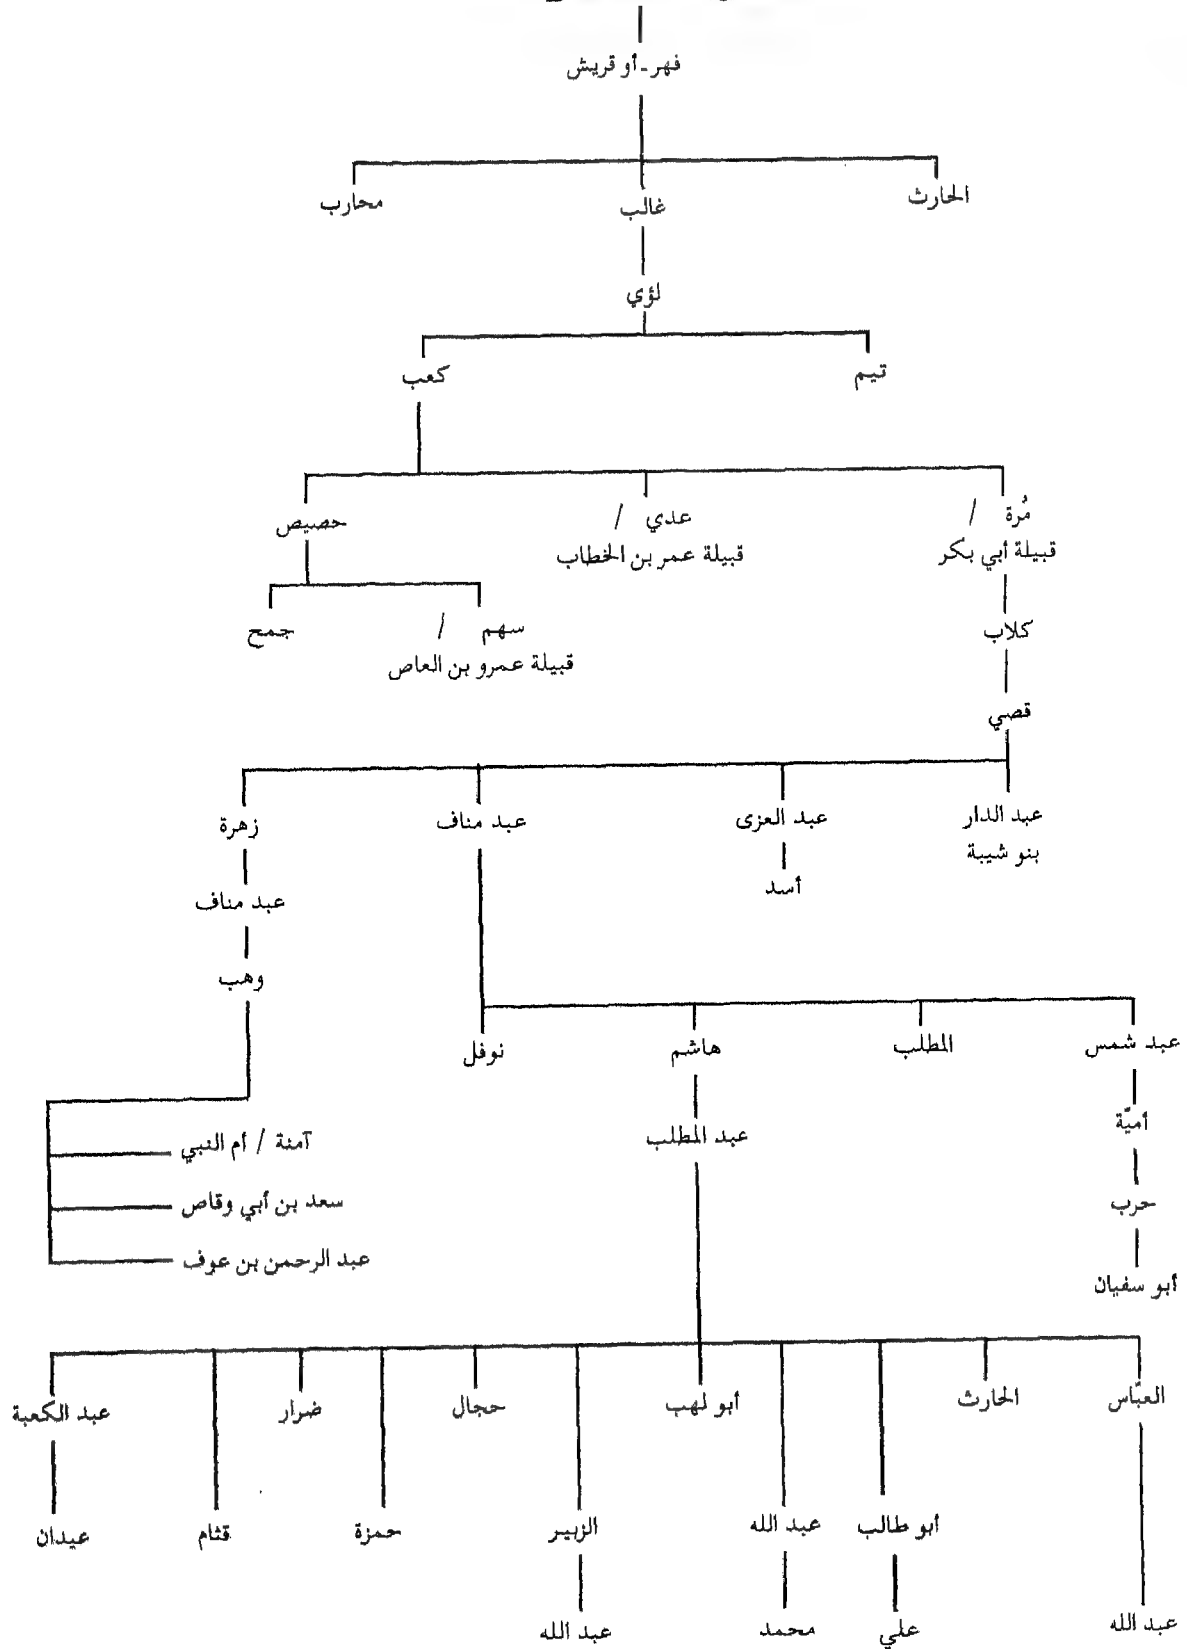 فهر - أو قريش
الحارث
غالب
محارب
لؤي
تيم
كعب
مُرة /
قبيلة أبي بكر
عدي /
قبيلة عمر بن الخطاب
حصيص
كلاب
سهم /
قبيلة عمرو بن العاص
جمح
قصي
عبد الدار
بنو شيبة
عبد العزى
أسد
عبد مناف
زهرة
عبد مناف
وهب
عبد شمس
المطلب
هاشم
نوفل
أميّة
عبد المطلب
آمنة / أم النبي
حرب
سعد بن أبي وقاص
أبو سفيان
عبد الرحمن بن عوف
العبّاس
الحارث
أبو لهب
حجال
ضرار
عبد الكعبة
أبو طالب
عبد الله
الزبير
حمزة
قثام
عيدان
عبد الله
علي
محمد
عبد الله